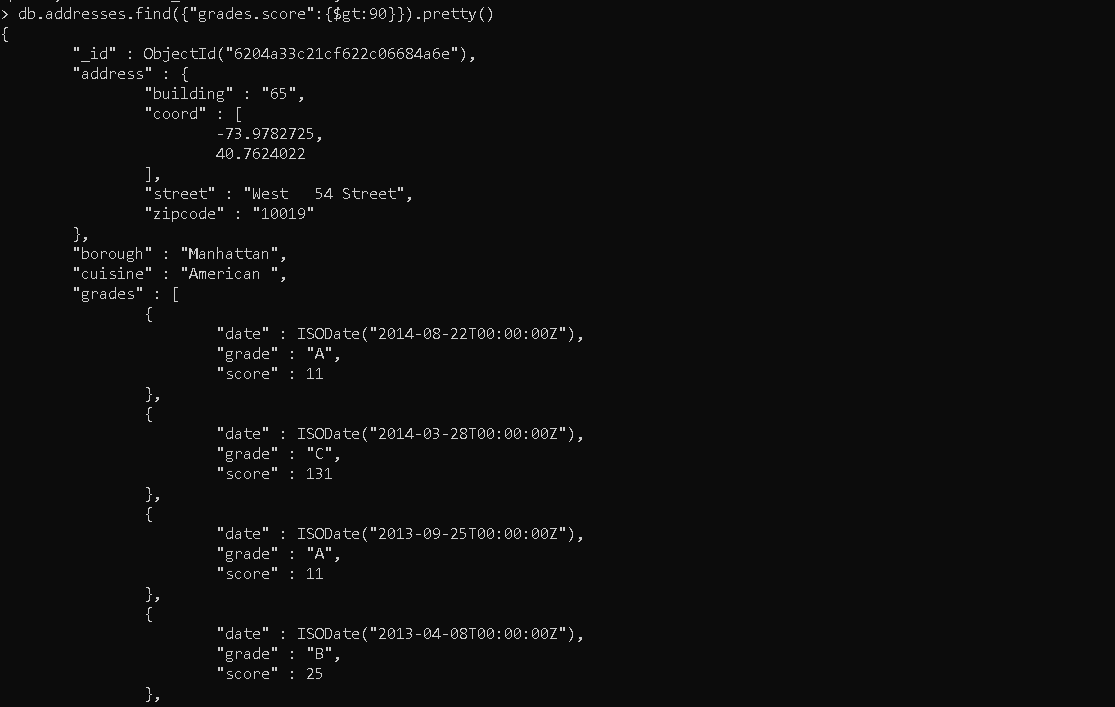 > db.addresses.find({"grades.score":{$gt:90}}).pretty()
{
        "_id" : ObjectId("6204a33c21cf622c06684a6e"),
        "address" : {
                "building" : "65",
                "coord" : [
                        -73.9782725,
                        40.7624022
                ],
                "street" : "West   54 Street",
                "zipcode" : "10019"
        },
        "borough" : "Manhattan",
        "cuisine" : "American ",
        "grades" : [
                {
                        "date" : ISODate("2014-08-22T00:00:00Z"),
                        "grade" : "A",
                        "score" : 11
                },
                {
                        "date" : ISODate("2014-03-28T00:00:00Z"),
                        "grade" : "C",
                        "score" : 131
                },
                {
                        "date" : ISODate("2013-09-25T00:00:00Z"),
                        "grade" : "A",
                        "score" : 11
                },
                {
                        "date" : ISODate("2013-04-08T00:00:00Z"),
                        "grade" : "B",
                        "score" : 25
                },